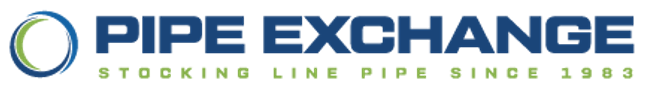 PIPE EXCHANGE
STOCKING LINE PIPE SINCE 1983